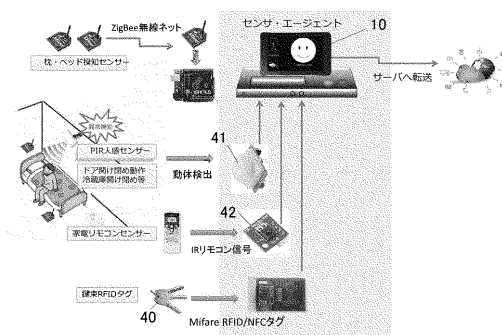 センサ・エージェント
10
ZigBee無線ネット
枕・ベッド検知センサー
サーバへ転送
異常検知
PIR人感センサー
41
ドア開け閉め動作
冷蔵庫開け閉め等
動体検出
42
家電リモコンセンサー
IRリモコン信号
鍵束RFIDタグ
40
Mifare RFID/NFCタグ